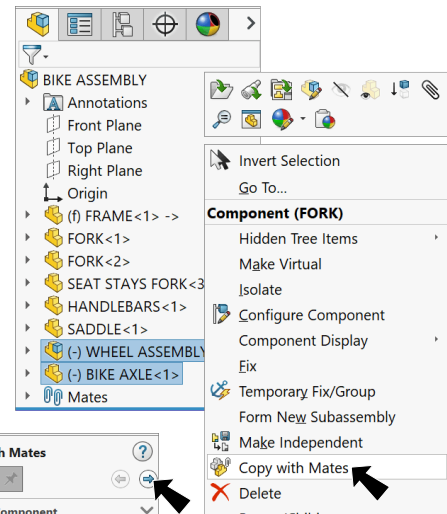 BIKE ASSEMBLY
Annotations
Front Plane
Top Plane
Right Plane
Origin
(f) FRAME<1> ->
FORK<1>
FORK<2>
SEAT STAYS FORK<3
HANDLEBARS<1>
SADDLE<1>
(-) WHEEL ASSEMBLY
(-) BIKE AXLE<1>
Mates
Invert Selection
Go To...
Component (FORK)
Hidden Tree Items
Make Virtual
Isolate
Configure Component
Component Display
Fix
Temporary Fix/Group
Form New Subassembly
Make Independent
Copy with Mates
Delete
h Mates
?
omponent